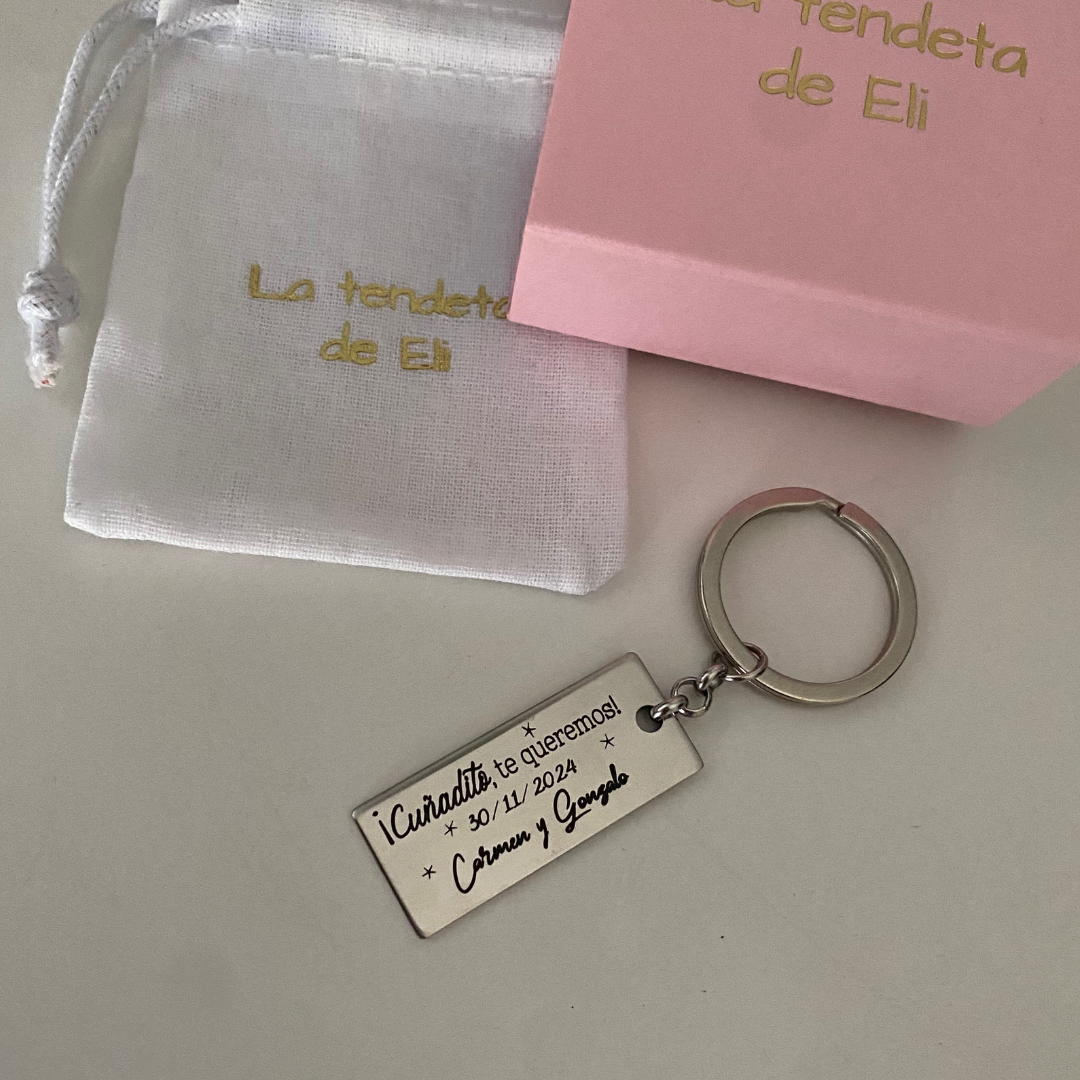 La tendeta
de Eli
tendeta
de Eli
¡Cuñadito, te queremos!
30/11/2024
Carmen y Gonzalo